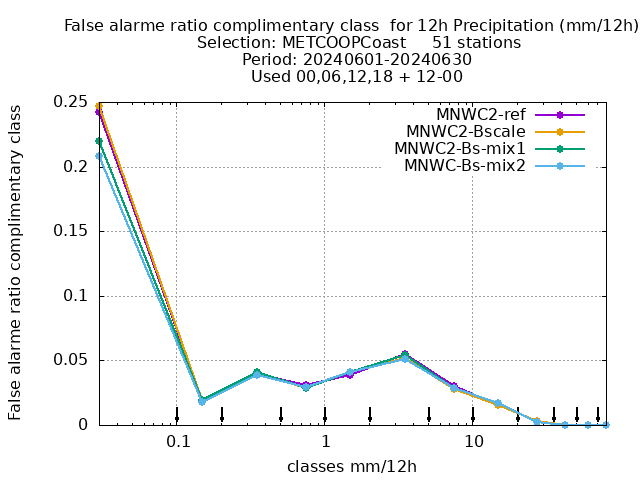 False alarme ratio complimentary class  for 12h Precipitation (mm/12h)
Selection: METCOOPCoast     51 stations
Period: 20240601-20240630
Used 00,06,12,18 + 12-00
False alarme ratio complimentary class
0.25
0.2
0.15
0.1
0.05
0
MNWC2-ref
MNWC2-Bscale
MNWC2-Bs-mix1
MNWC-Bs-mix2
0.1 1 10
classes mm/12h